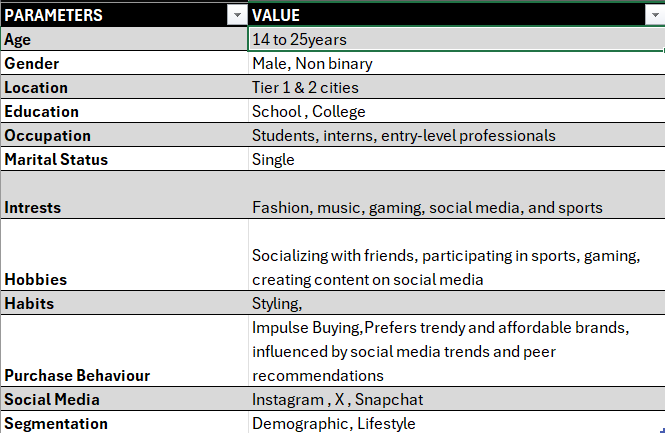 PARAMETERS VALUE
Age 14 to 25years
Gender Male, Non binary
Location Tier 1 & 2 cities
Education School , College
Occupation Students, interns, entry-level professionals
Marital Status Single
Intrests Fashion, music, gaming, social media, and sports
Socializing with friends, participating in sports, gaming,
Hobbies creating content on social media
Habits Styling,
Impulse Buying,Prefers trendy and affordable brands,
influenced by social media trends and peer
Purchase Behaviour recommendations
Social Media Instagram , X , Snapchat
Segmentation Demographic, Lifestyle